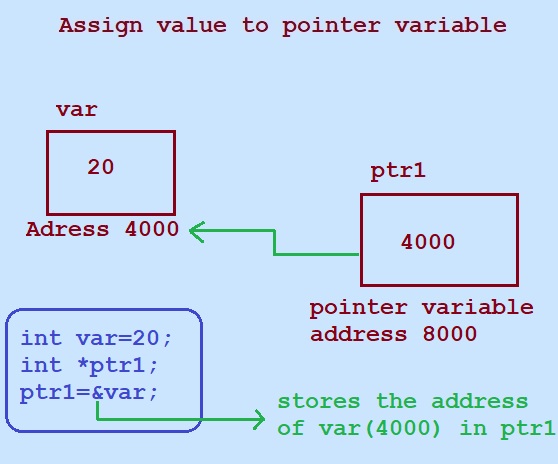 Assign value to pointer variable
var
20
Adress 4000
ptr1
4000
pointer variable
address 8000
int var=20;
int *ptr1;
ptr1=&var;
stores the address
of var(4000) in ptr1